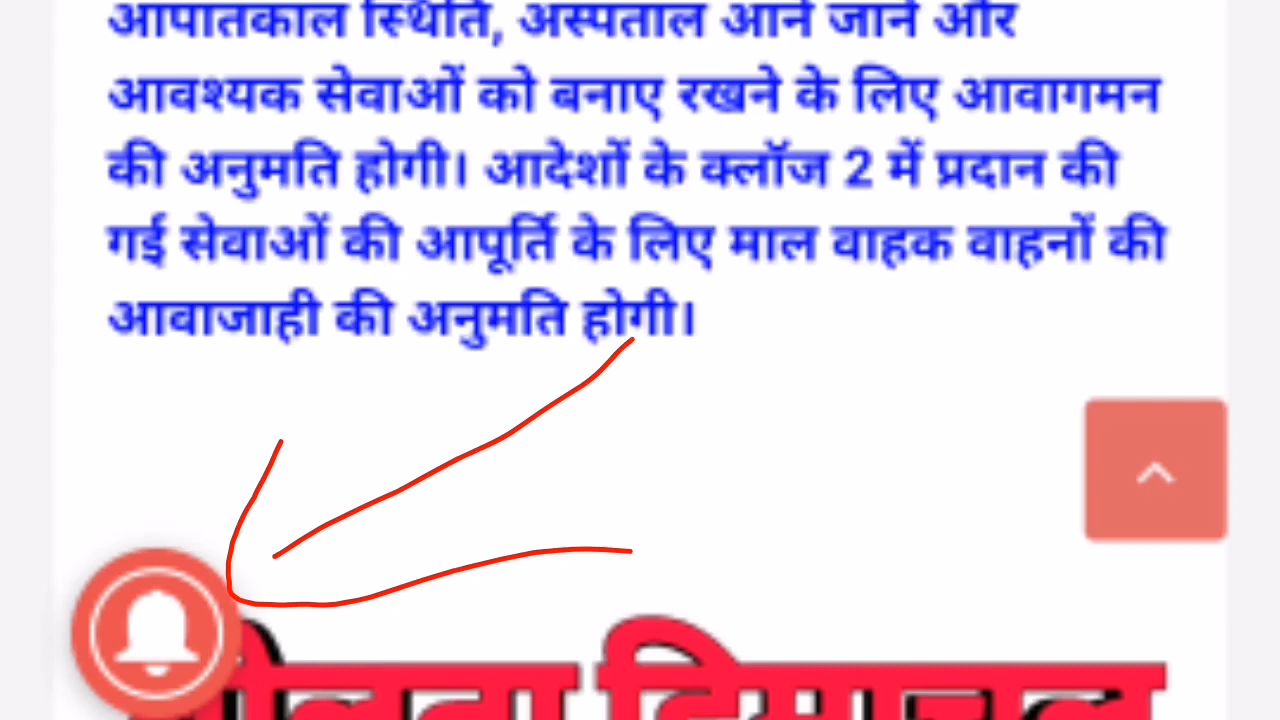 आपातकाल स्थिति, अस्पताल आने जाने और
आवश्यक सेवाओं को बनाए रखने के लिए आवागमन
की अनुमति होगी। आदेशों के क्लॉज 2 में प्रदान की
गई सेवाओं की आपूर्ति के लिए माल वाहक वाहनों की
आवाजाही की अनुमति होगी।
हिमाचल